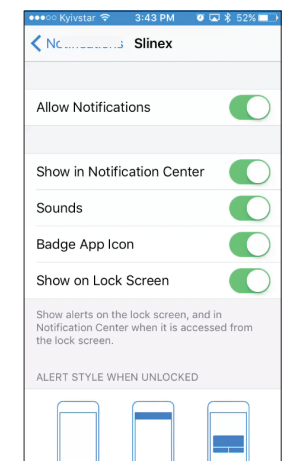 Kyivstar 3:43 PM 52%
Slinex
Allow Notifications
Show in Notification Center
Sounds
Badge App Icon
Show on Lock Screen
Show alerts on the lock screen, and in
Notification Center when it is accessed from
the lock screen.
ALERT STYLE WHEN UNLOCKED